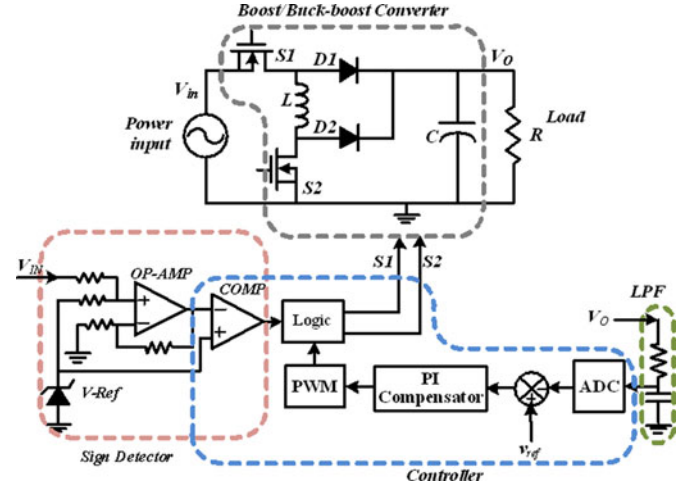 Boost/Buck-boost Converter
S1
D1
Vo
Vin
L
D2
Power
input
C
R
Load
S2
VIN
OP-AMP
COMP
S1
S2
LPF
Vo
Logic
V-Ref
PWM
PI
Compensator
ADC
vref
Sign Detector
Controller